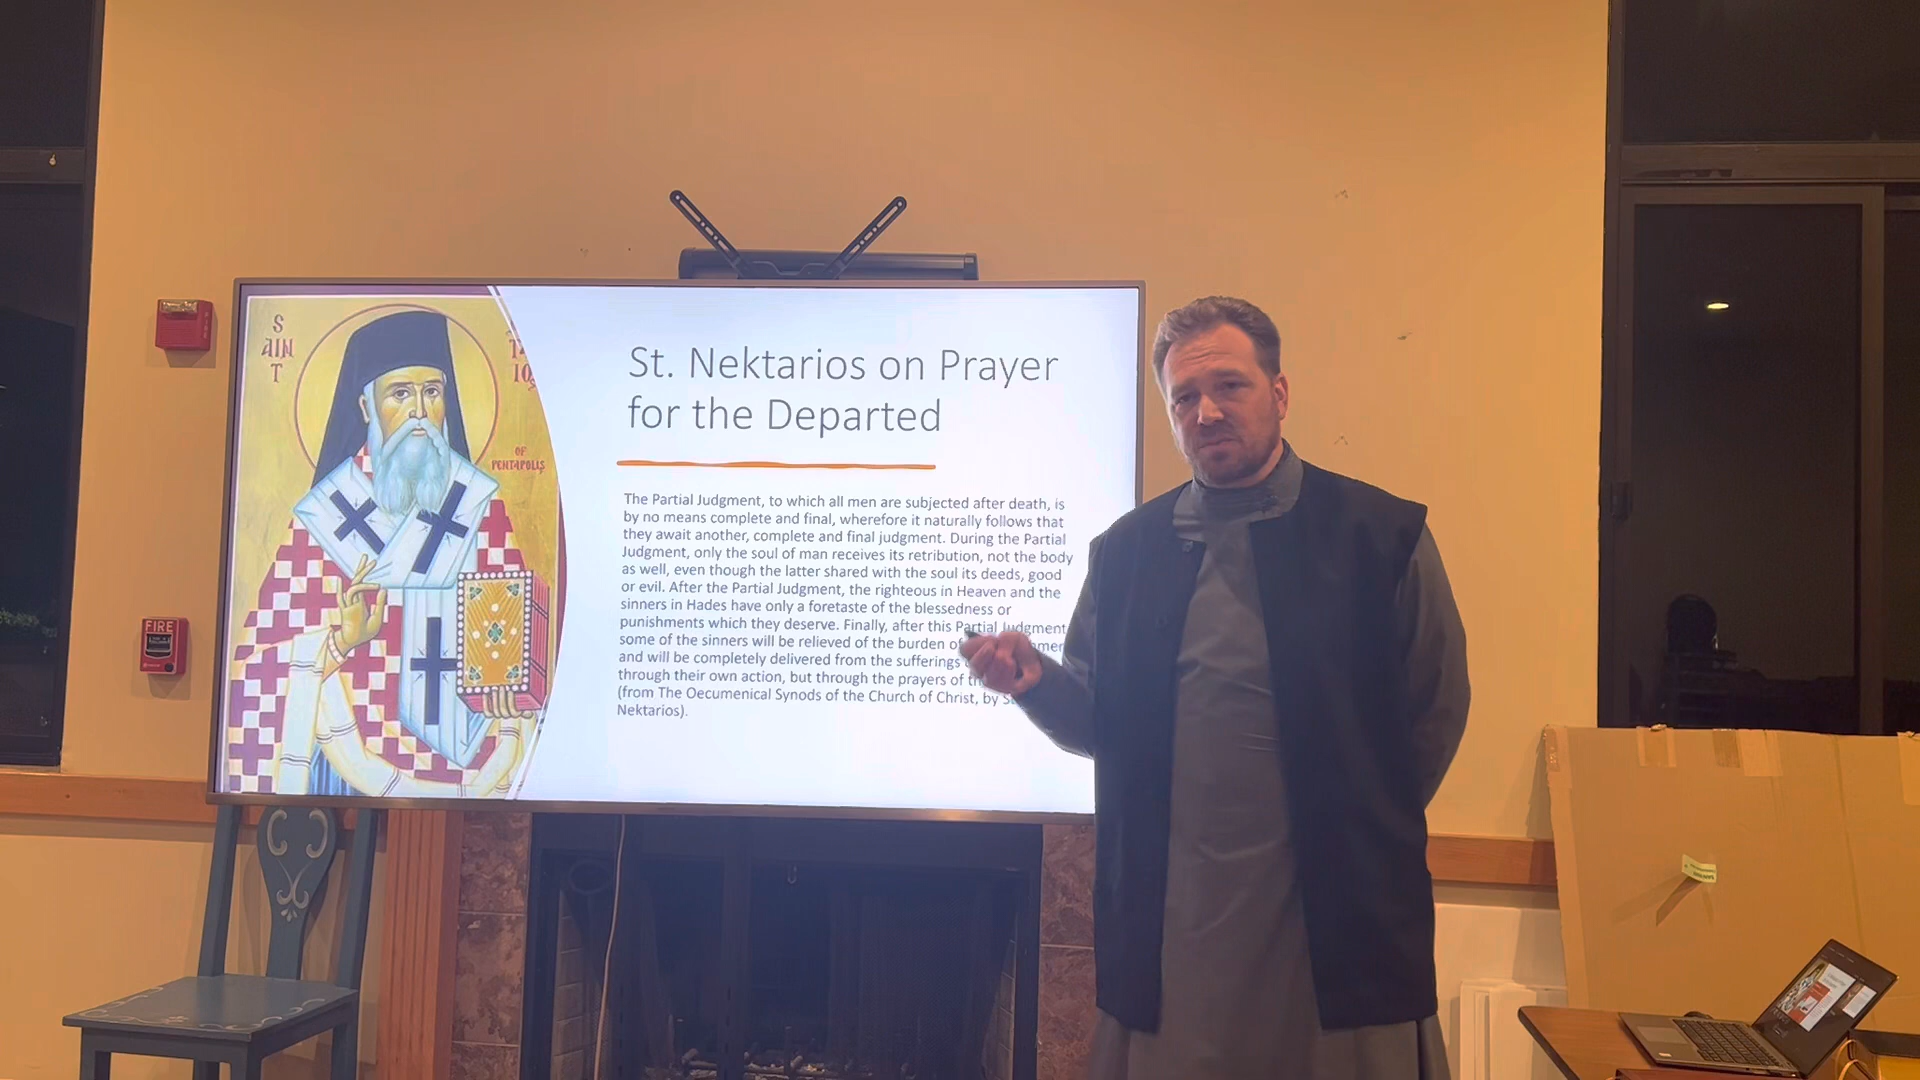 S
AIN
T
ΙΟς
OF
PENTAPOLIS
St. Nektarios on Prayer
for the Departed
The Partial Judgment, to which all men are subjected after death, is
by no means complete and final, wherefore it naturally follows that
they await another, complete and final judgment. During the Partial
Judgment, only the soul of man receives its retribution, not the body
as well, even though the latter shared with the soul its deeds, good
or evil. After the Partial Judgment, the righteous in Heaven and the
sinners in Hades have only a foretaste of the blessedness or
punishments which they deserve. Finally, after this Partial Judgment
some of the sinners will be relieved of the burden
and will be completely delivered from the sufferings
through their own action, but through the prayers of
(from The Oecumenical Synods of the Church of Christ, by
Nektarios).
FIRE
FIRE